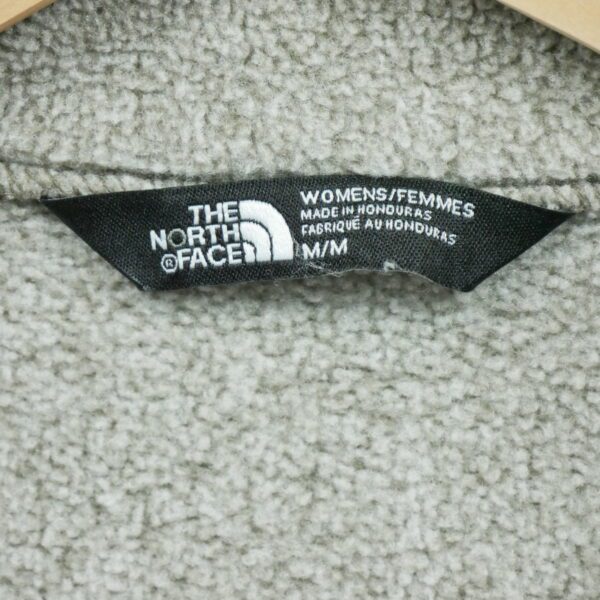 THE
NORTH
®FACE
WOMENS/FEMMES
MADE IN HONDURAS
FABRIQUÉ AU HONDURAS
M/M